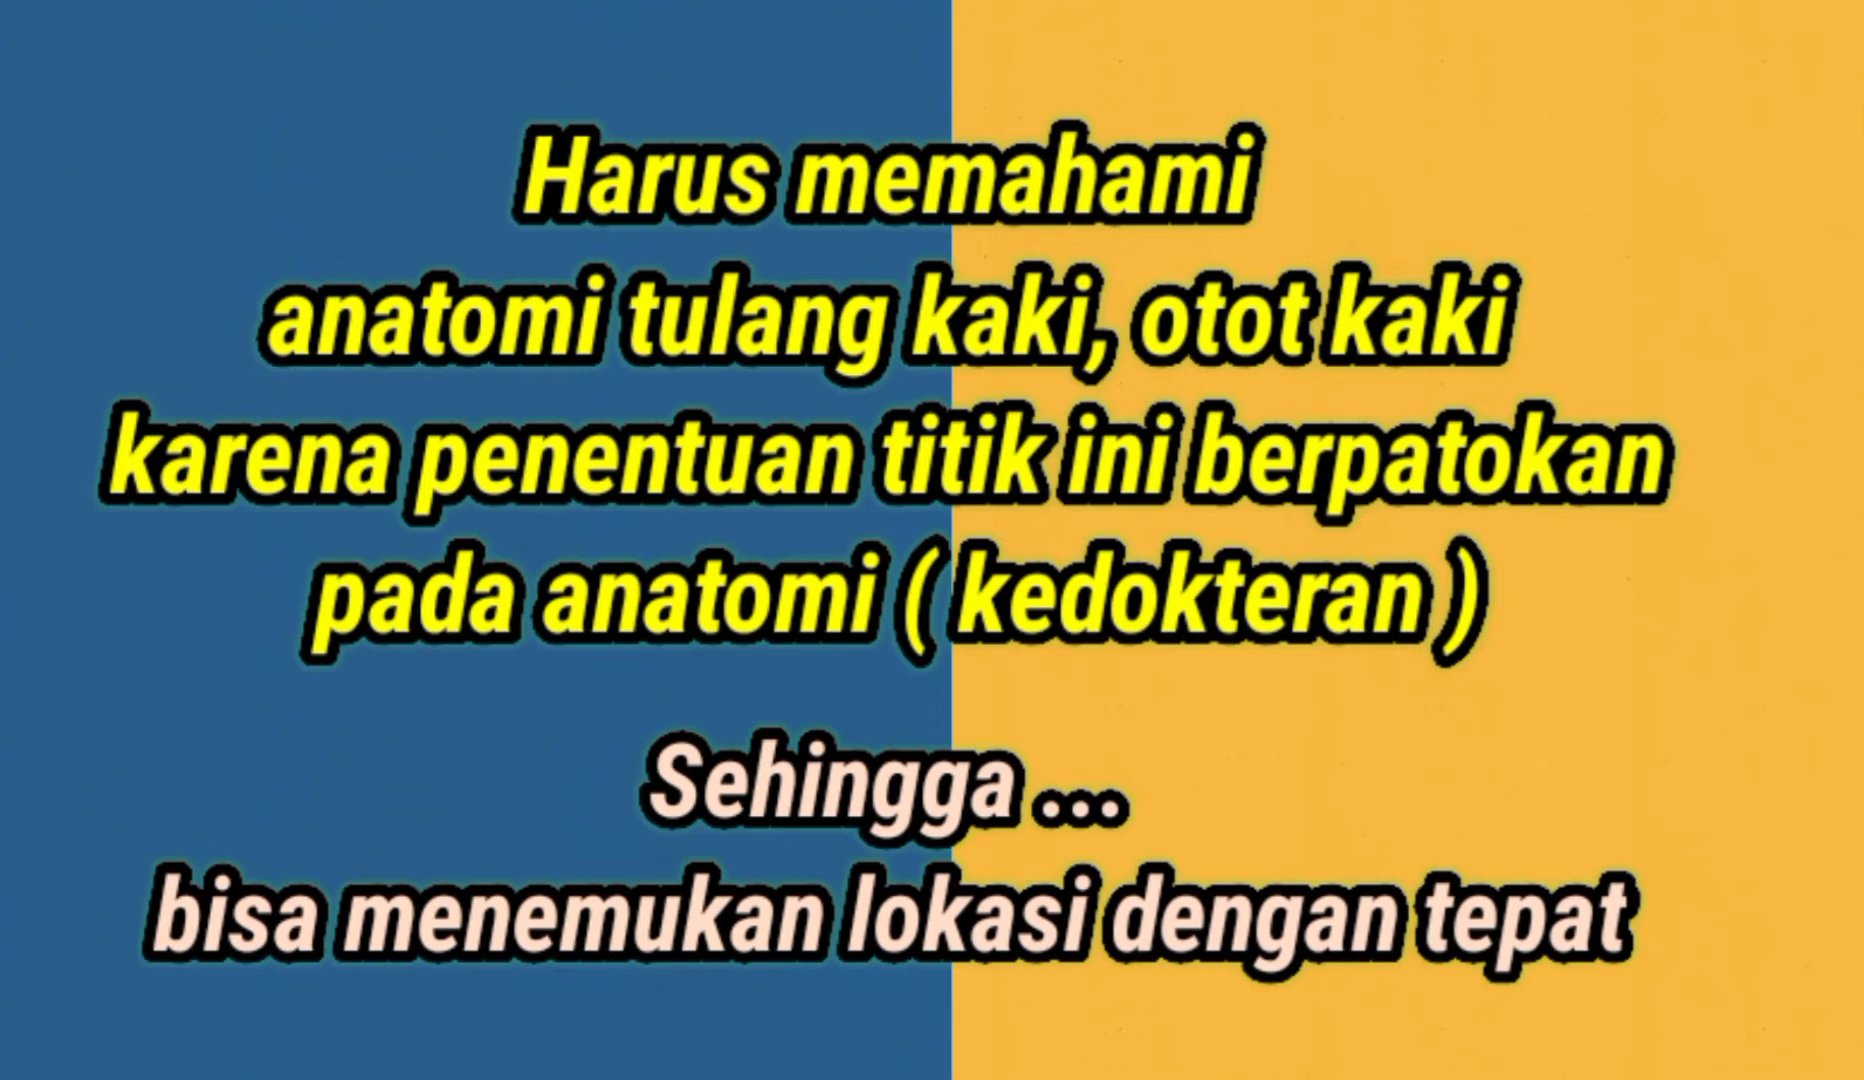 Harus memahami
anatomi tulang kaki, otot kaki
karena penentuan titik ini berpatokan
pada anatomi ( kedokteran )
Sehingga ...
bisa menemukan lokasi dengan tepat